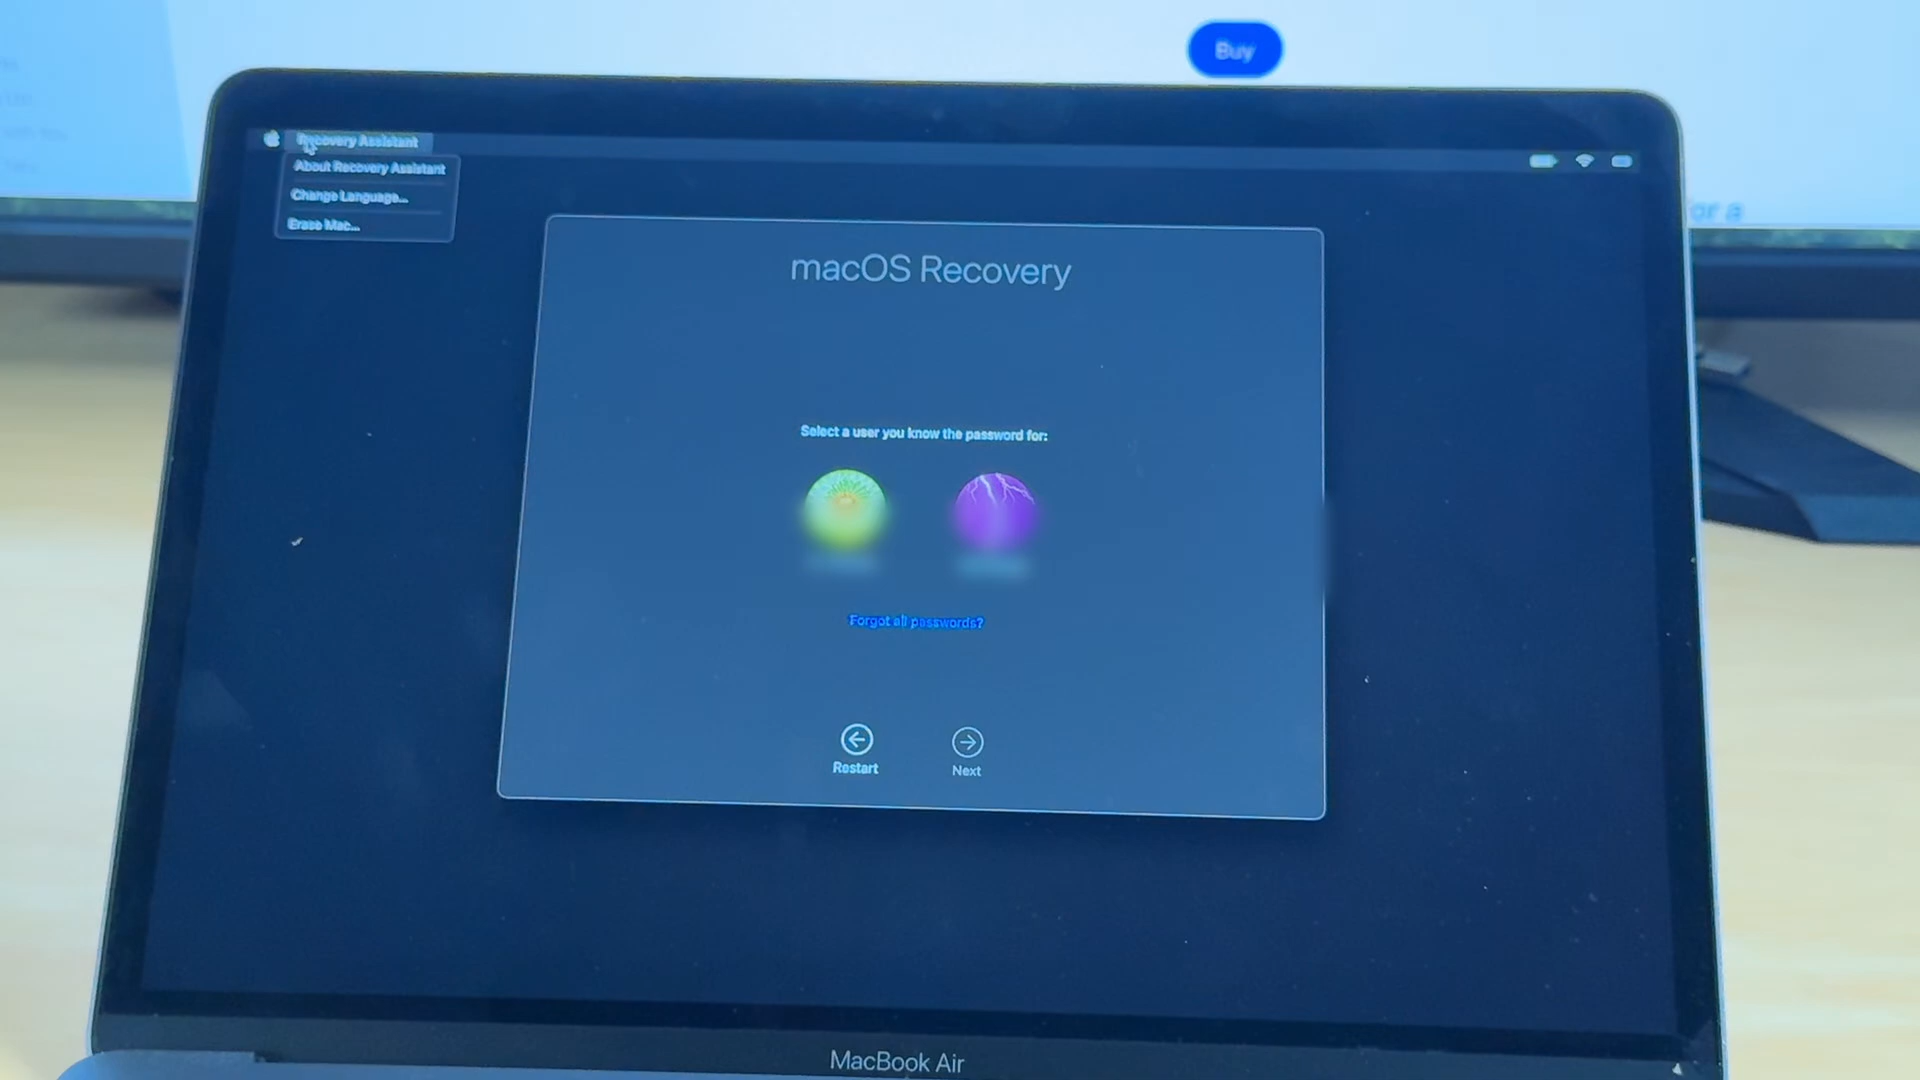 Buy
Recovery Assistant
About Recovery Assistant
Change Language...
Erase Mac...
or a
macOS Recovery
Select a user you know the password for:
Forgot all passwords?
Restart
Next
MacBook Air